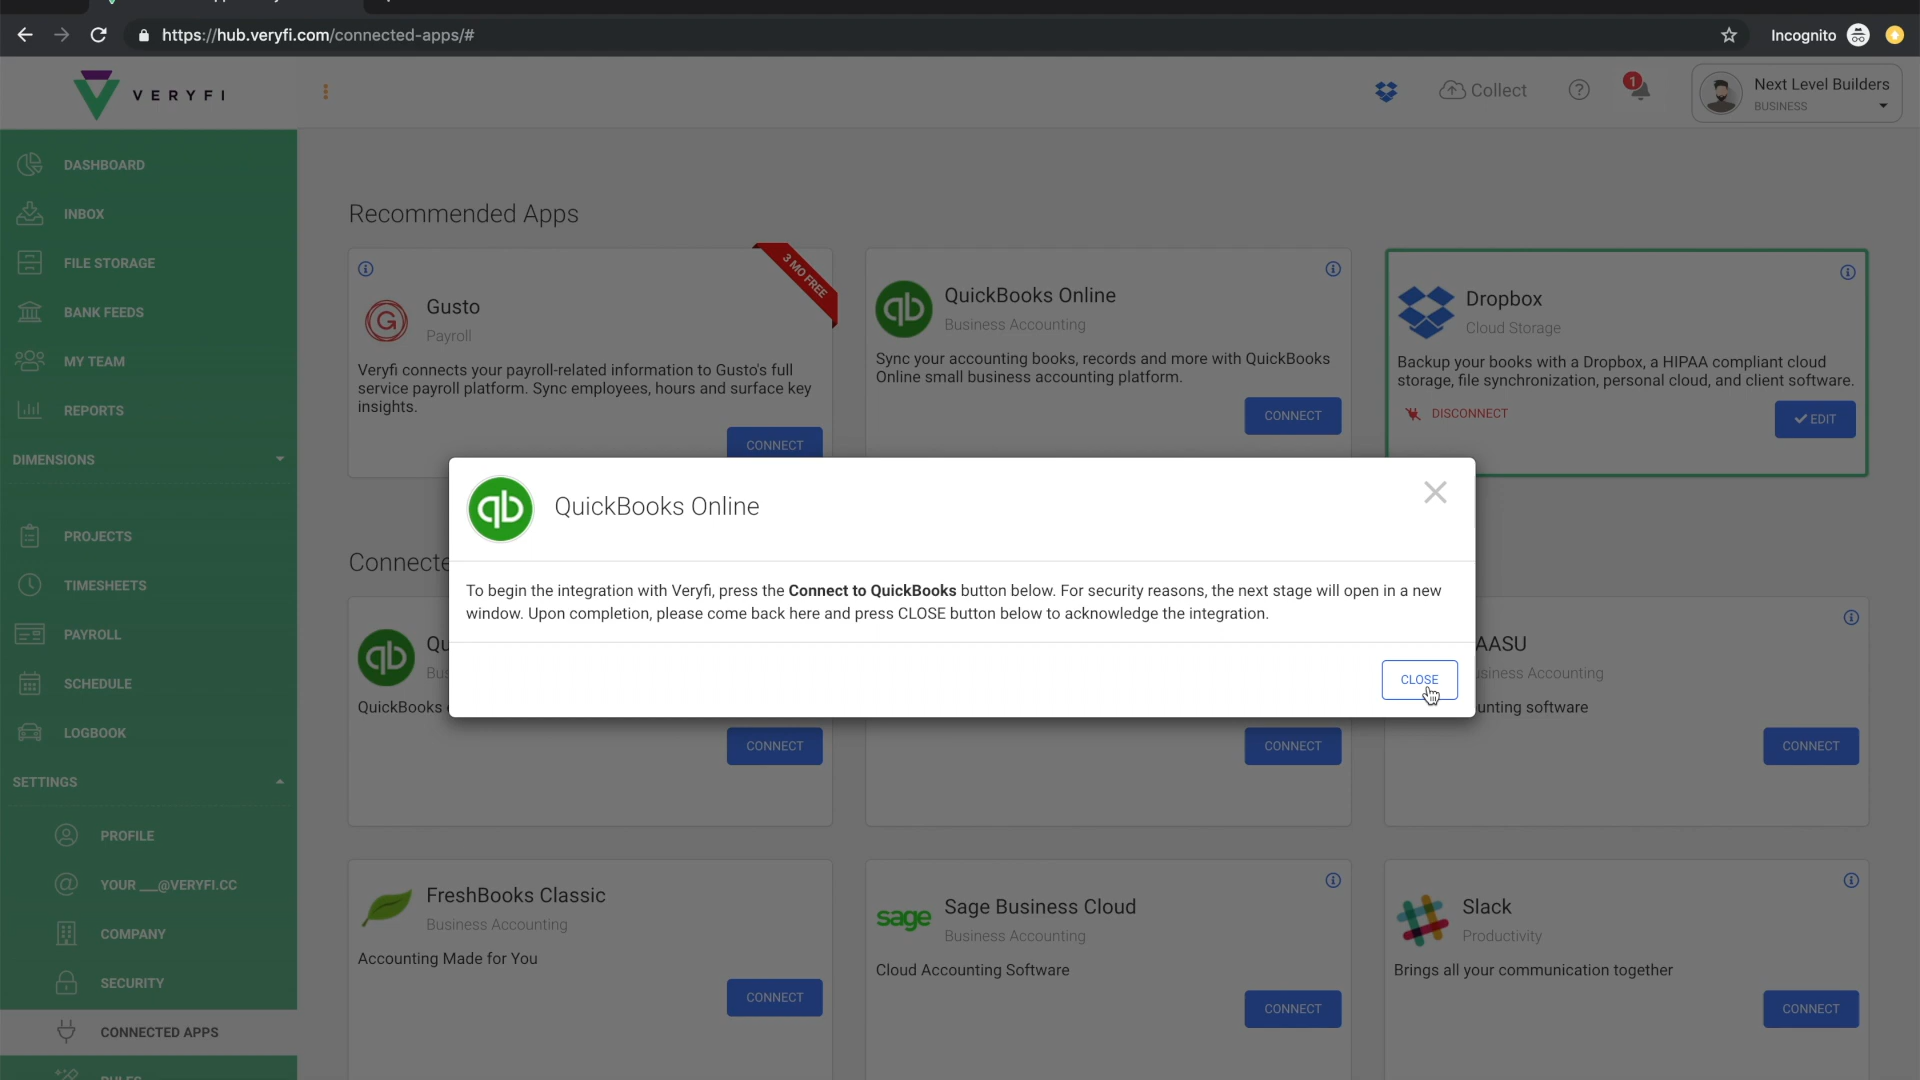 https://hub.veryfi.com/connected-apps/#
Incognito
VERYFI
Collect
1
Next Level Builders
BUSINESS
DASHBOARD
INBOX
FILE STORAGE
BANK FEEDS
MY TEAM
REPORTS
DIMENSIONS
PROJECTS
TIMESHEETS
PAYROLL
SCHEDULE
LOGBOOK
SETTINGS
PROFILE
YOUR ___@VERYFI.CC
COMPANY
SECURITY
CONNECTED APPS
Recommended Apps
3 MO FREE
Gusto
Payroll
Veryfi connects your payroll-related information to Gusto's full
service payroll platform. Sync employees, hours and surface key
insights.
CONNECT
qb
QuickBooks Online
Business Accounting
Sync your accounting books, records and more with QuickBooks
Online small business accounting platform.
CONNECT
Dropbox
Cloud Storage
Backup your books with a Dropbox, a HIPAA compliant cloud
storage, file synchronization, personal cloud, and client software.
DISCONNECT
EDIT
qb
QuickBooks Online
To begin the integration with Veryfi, press the Connect to QuickBooks button below. For security reasons, the next stage will open in a new
window. Upon completion, please come back here and press CLOSE button below to acknowledge the integration.
CLOSE
Connecte
qb
Qu
Bus
QuickBooks
CONNECT
CONNECT
AASU
siness Accounting
unting software
CONNECT
FreshBooks Classic
Business Accounting
Accounting Made for You
CONNECT
sage
Sage Business Cloud
Business Accounting
Cloud Accounting Software
CONNECT
Slack
Productivity
Brings all your communication together
CONNECT